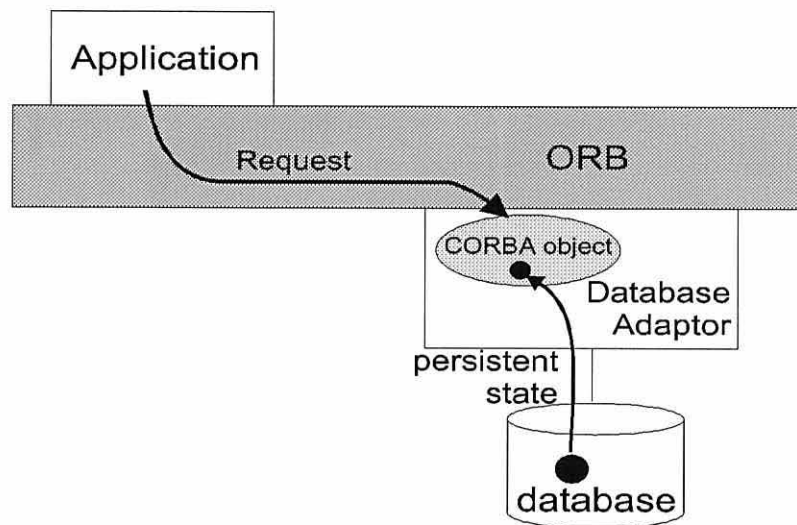 Application
Request
ORB
CORBA object
Database
Adaptor
persistent
state
database